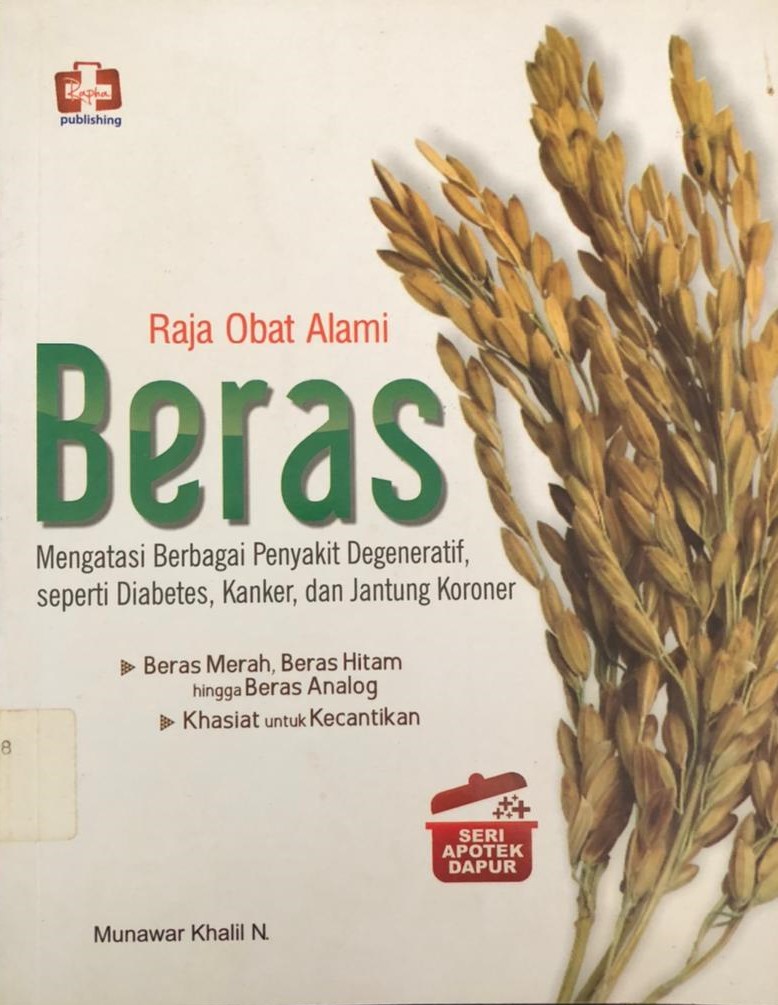 Rapha
publishing
Raja Obat Alami
Beras
Mengatasi Berbagai Penyakit Degeneratif,
seperti Diabetes, Kanker, dan Jantung Koroner
Beras Merah, Beras Hitam
hingga Beras Analog
Khasiat untuk Kecantikan
8
SERI
APOTEK
DAPUR
Munawar Khalil N.